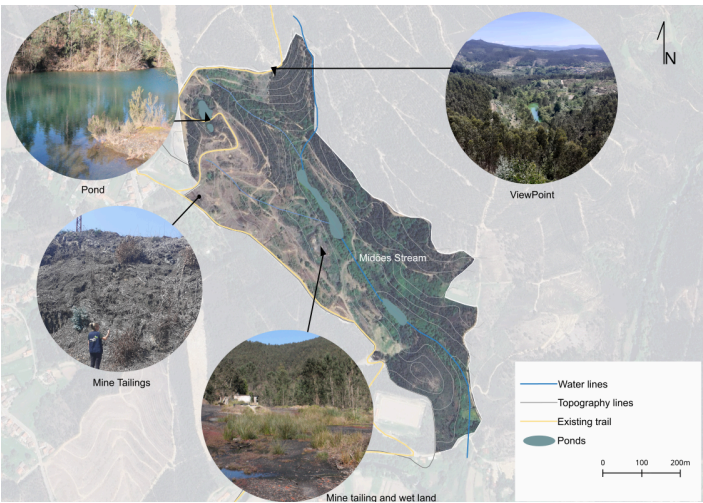 N
Pond
ViewPoint
Midões Stream
Mine Tailings
Mine tailing and wet land
Water lines
Topography lines
Existing trail
Ponds
0 100 200m